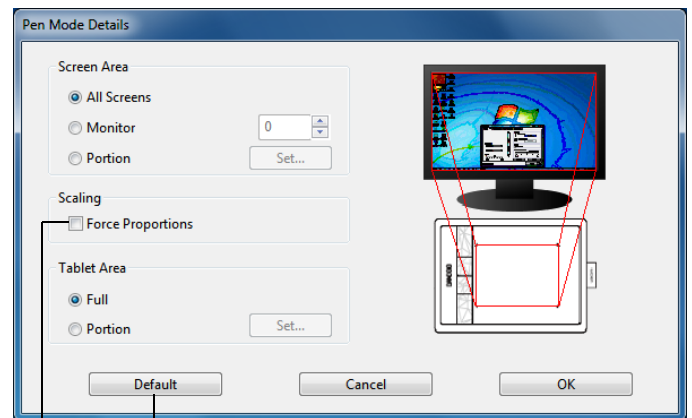 Pen Mode Details
Screen Area
All Screens
Monitor 0
Portion Set...
Scaling
Force Proportions
Tablet Area
Full
Portion Set...
Default Cancel OK